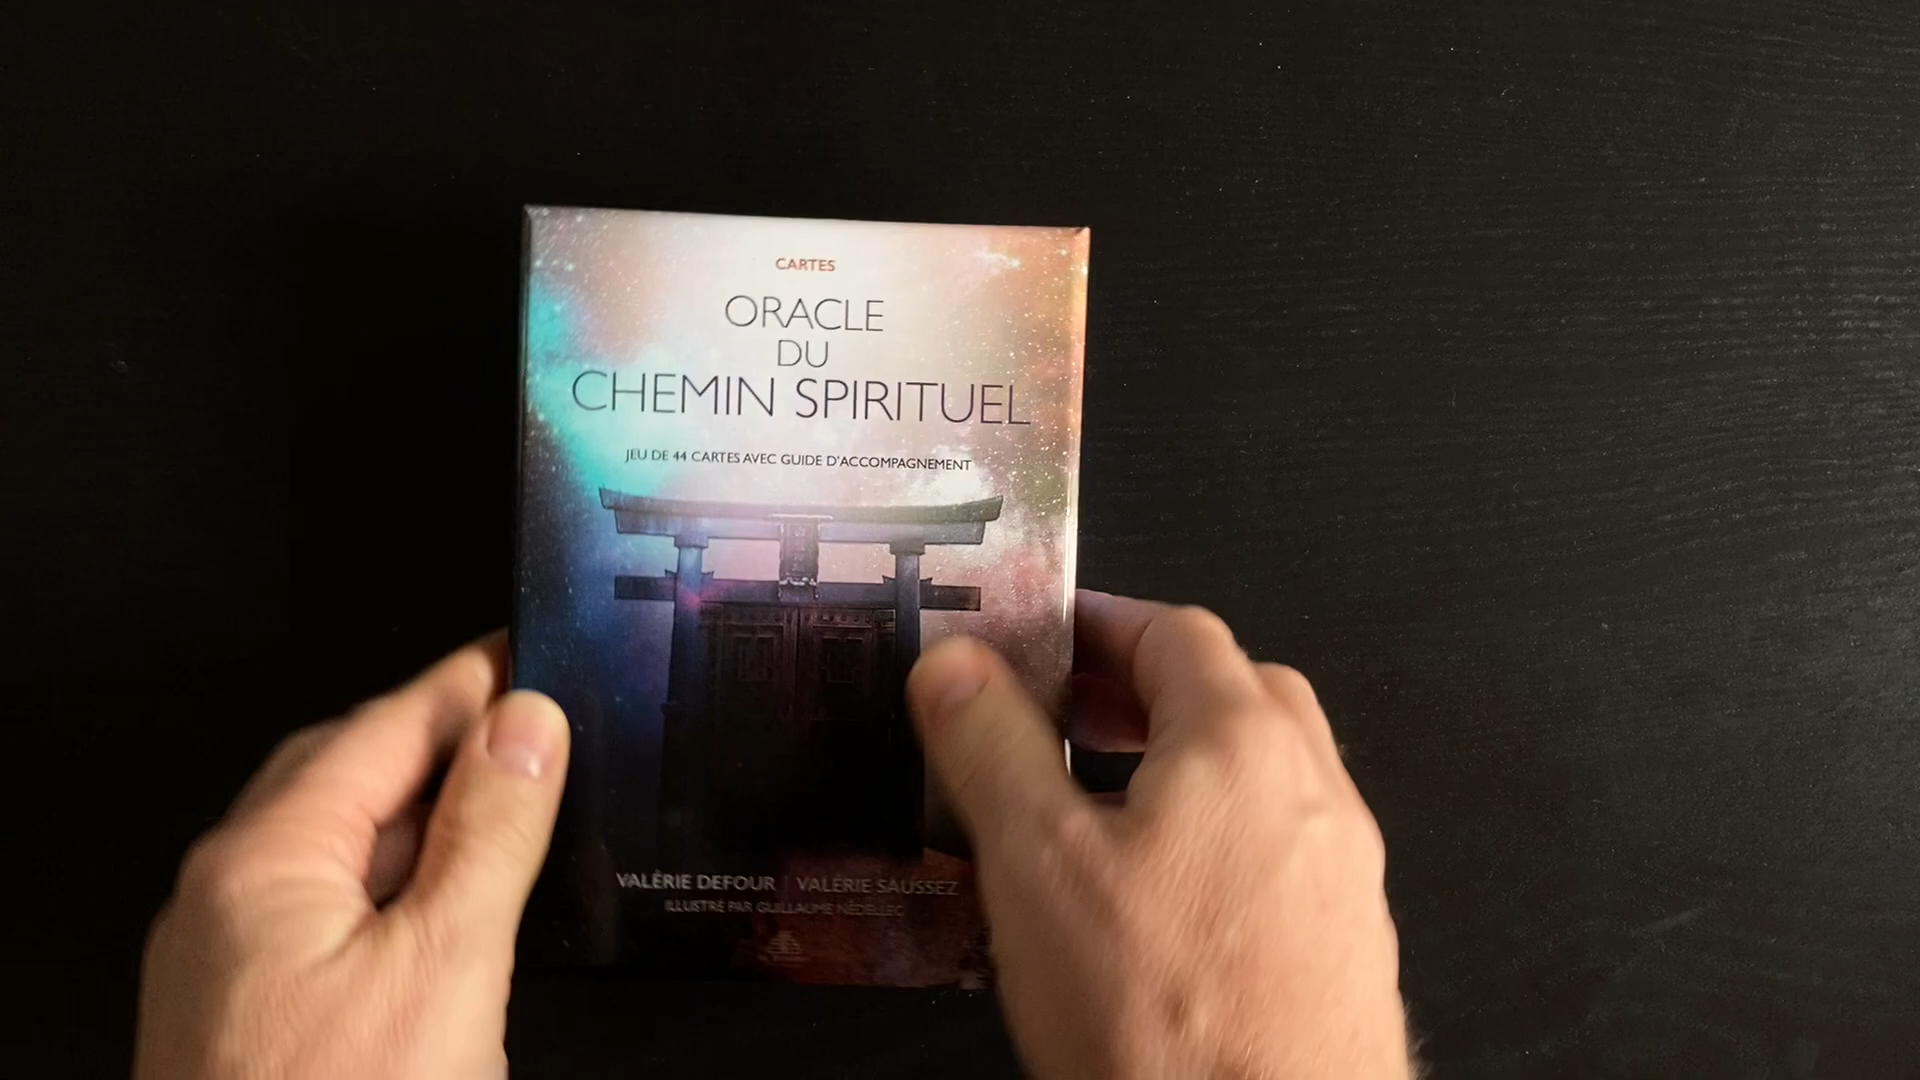 CARTES
ORACLE
DU
CHEMIN SPIRITUEL
JEU DE 44 CARTES AVEC GUIDE D'ACCOMPAGNEMENT
VALÉRIE DEFOUR | VALÉRIE SAUSSEZ
ILLUSTRÉ PAR GUILLAUME NÉDELLEC